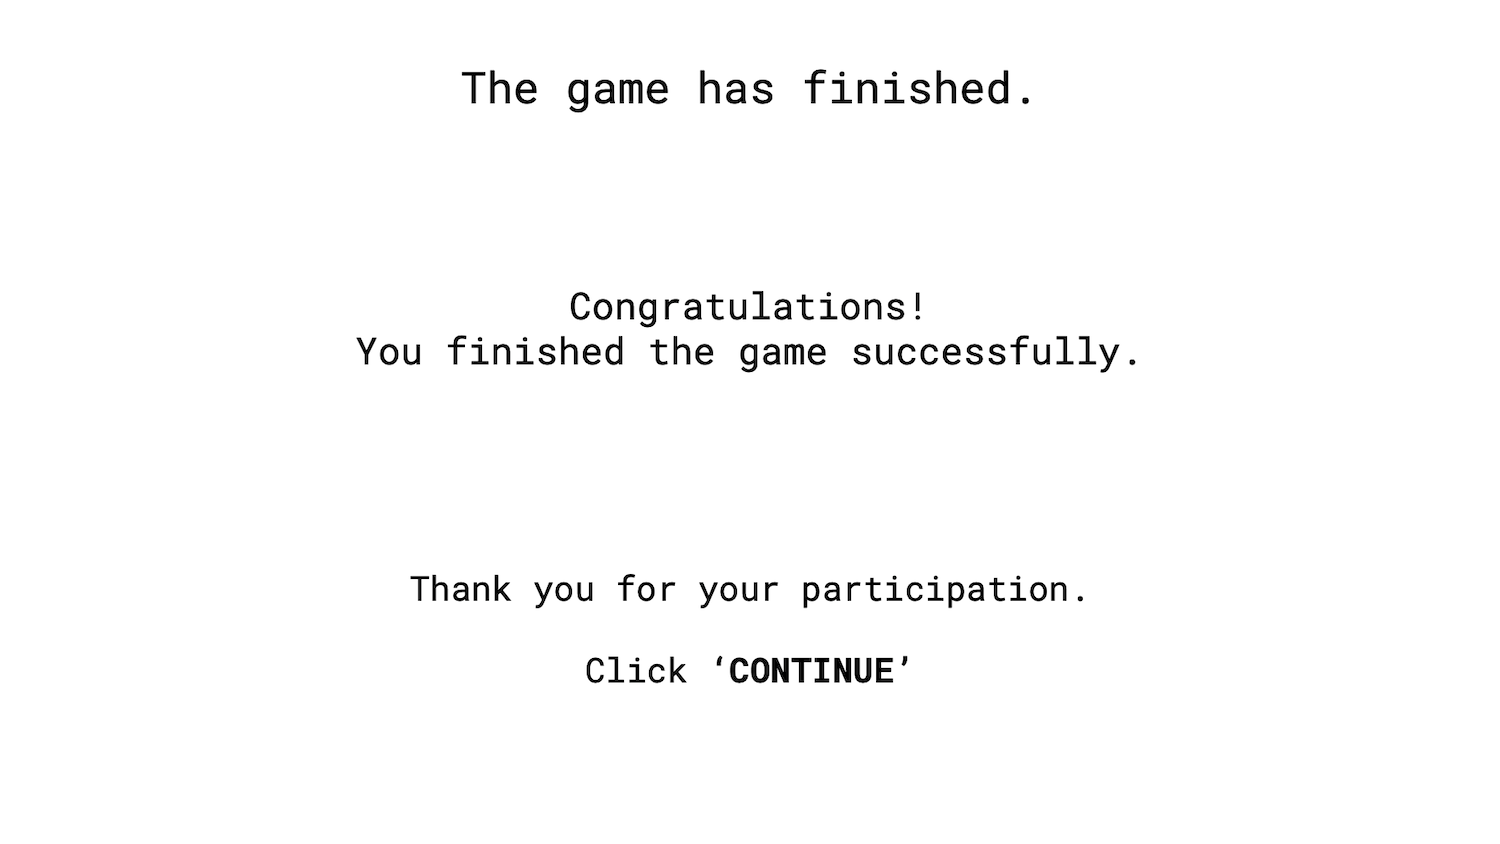 The game has finished.
Congratulations!
You finished the game successfully.
Thank you for your participation.
Click ‘CONTINUE’